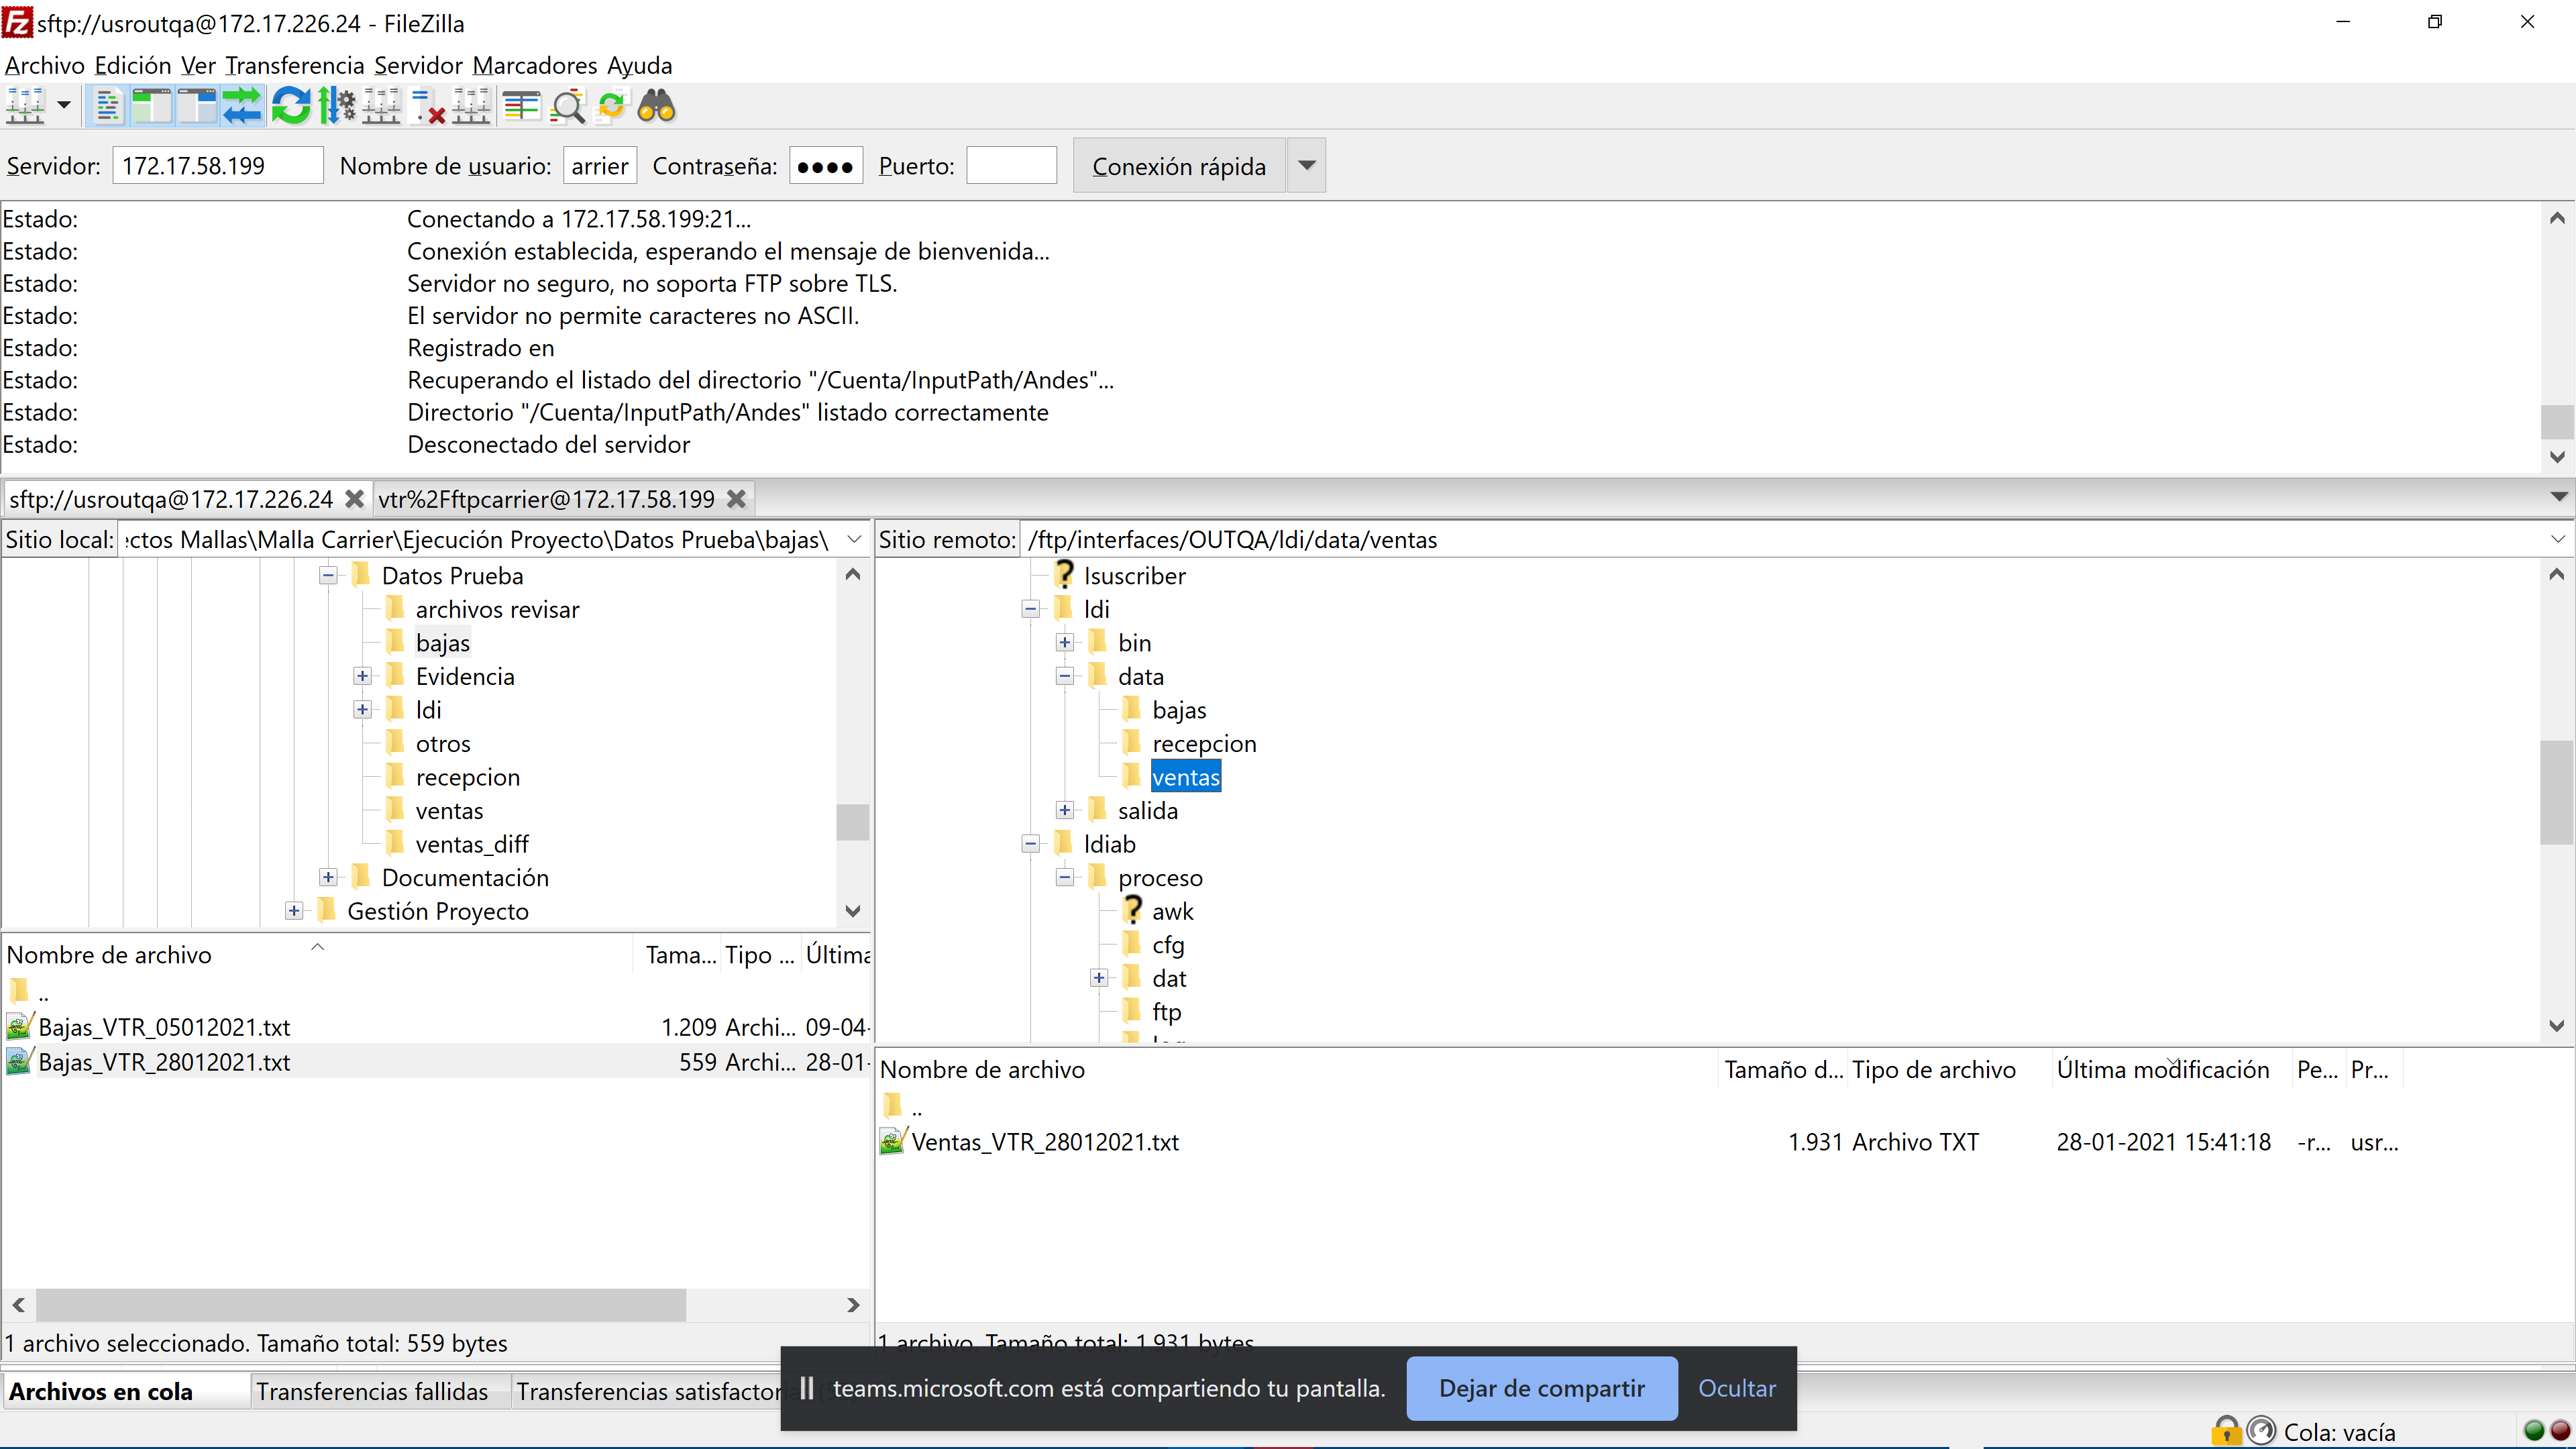 sftp://usroutqa@172.17.226.24 - FileZilla
Archivo Edición Ver Transferencia Servidor Marcadores Ayuda
Servidor: 172.17.58.199 Nombre de usuario: arrier Contraseña: ●●●● Puerto: Conexión rápida
Estado: Conectando a 172.17.58.199:21...
Estado: Conexión establecida, esperando el mensaje de bienvenida...
Estado: Servidor no seguro, no soporta FTP sobre TLS.
Estado: El servidor no permite caracteres no ASCII.
Estado: Registrado en
Estado: Recuperando el listado del directorio "/Cuenta/InputPath/Andes"...
Estado: Directorio "/Cuenta/InputPath/Andes" listado correctamente
Estado: Desconectado del servidor
sftp://usroutqa@172.17.226.24 vtr%2Fftpcarrier@172.17.58.199
Sitio local: ectos Mallas\Malla Carrier\Ejecución Proyecto\Datos Prueba\bajas\
Datos Prueba
archivos revisar
bajas
Evidencia
ldi
otros
recepcion
ventas
ventas_diff
Documentación
Gestión Proyecto
Nombre de archivo Tama... Tipo ... Última
..
Bajas_VTR_05012021.txt 1.209 Archi... 09-04-
Bajas_VTR_28012021.txt 559 Archi... 28-01-
1 archivo seleccionado. Tamaño total: 559 bytes
Sitio remoto: /ftp/interfaces/OUTQA/ldi/data/ventas
lsuscriber
ldi
bin
data
bajas
recepcion
ventas
salida
ldiab
proceso
awk
cfg
dat
ftp
Nombre de archivo Tamaño d... Tipo de archivo Última modificación Pe... Pr...
..
Ventas_VTR_28012021.txt 1.931 Archivo TXT 28-01-2021 15:41:18 -r... usr...
1 archivo. Tamaño total: 1.931 bytes
Archivos en cola Transferencias fallidas Transferencias satisfactori
teams.microsoft.com está compartiendo tu pantalla. Dejar de compartir Ocultar
Cola: vacía